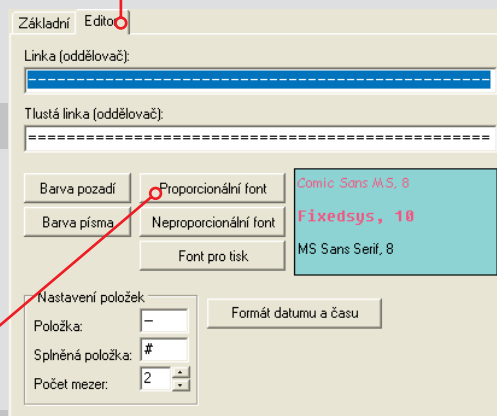 Základní Editor
Linka (oddělovač):
--------------------------------------------------
Tlustá linka (oddělovač):
==================================================
Barva pozadí Proporcionální font Comic Sans MS, 8
Barva písma Neproporcionální font Fixedsys, 10
Font pro tisk MS Sans Serif, 8
Nastavení položek
Položka: – Formát datumu a času
Splněná položka: #
Počet mezer: 2